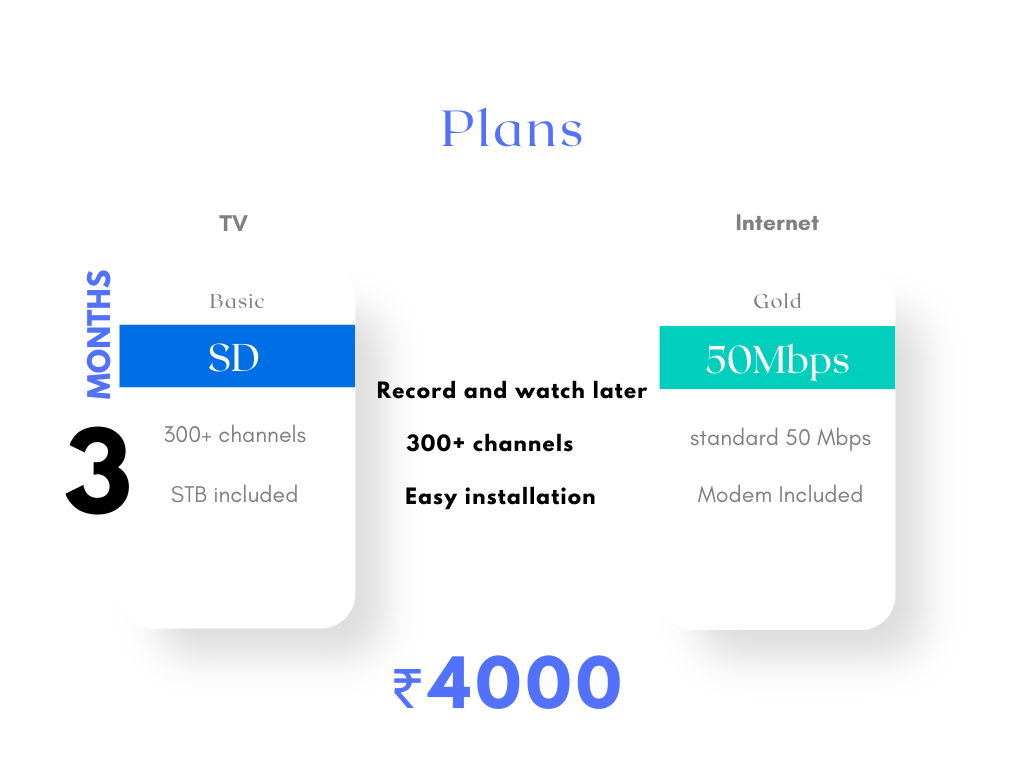 Plans
TV
Internet
MONTHS
3
Basic
SD
300+ channels
STB included
Record and watch later
300+ channels
Easy installation
Gold
50Mbps
standard 50 Mbps
Modem Included
₹4000